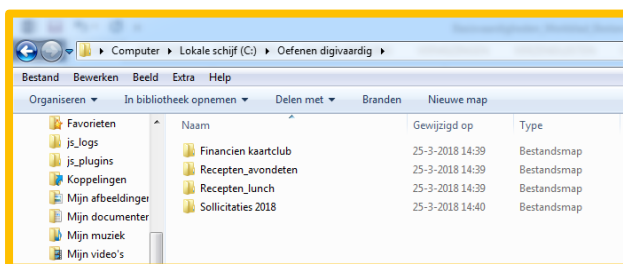 Computer ▸ Lokale schijf (C:) ▸ Oefenen digivaardig ▸
Bestand Bewerken Beeld Extra Help
Organiseren In bibliotheek opnemen Delen met Branden Nieuwe map
Favorieten
js_logs
js_plugins
Koppelingen
Mijn afbeeldingen
Mijn documenten
Mijn muziek
Mijn video's
Naam Gewijzigd op Type
Financien kaartclub 25-3-2018 14:39 Bestandsmap
Recepten_avondeten 25-3-2018 14:39 Bestandsmap
Recepten_lunch 25-3-2018 14:39 Bestandsmap
Sollicitaties 2018 25-3-2018 14:40 Bestandsmap